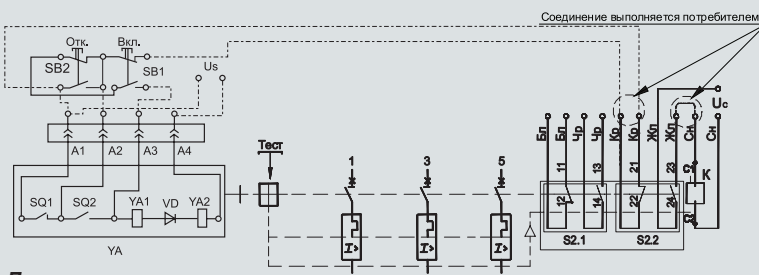 Соединение выполняется потребителем
Отк.
Вкл.
SB2
SB1
Us
Uc
A1
A2
A3
A4
Тест
1
3
5
Бл
Бл
Чр
Чр
Кр
Кр
Жл
Жл
Сн
Сн
11
13
21
23
C1
K
12
14
22
24
C2
SQ1
SQ2
YA1
VD
YA2
I>
I>
I>
S2.1
S2.2
YA